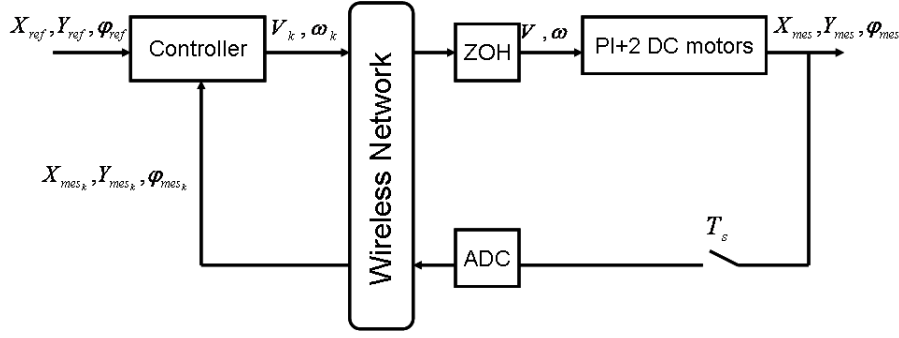 X_ref, Y_ref, φ_ref
Controller
V_k, ω_k
Wireless Network
ZOH
V, ω
PI+2 DC motors
X_mes, Y_mes, φ_mes
X_mes_k, Y_mes_k, φ_mes_k
ADC
T_s